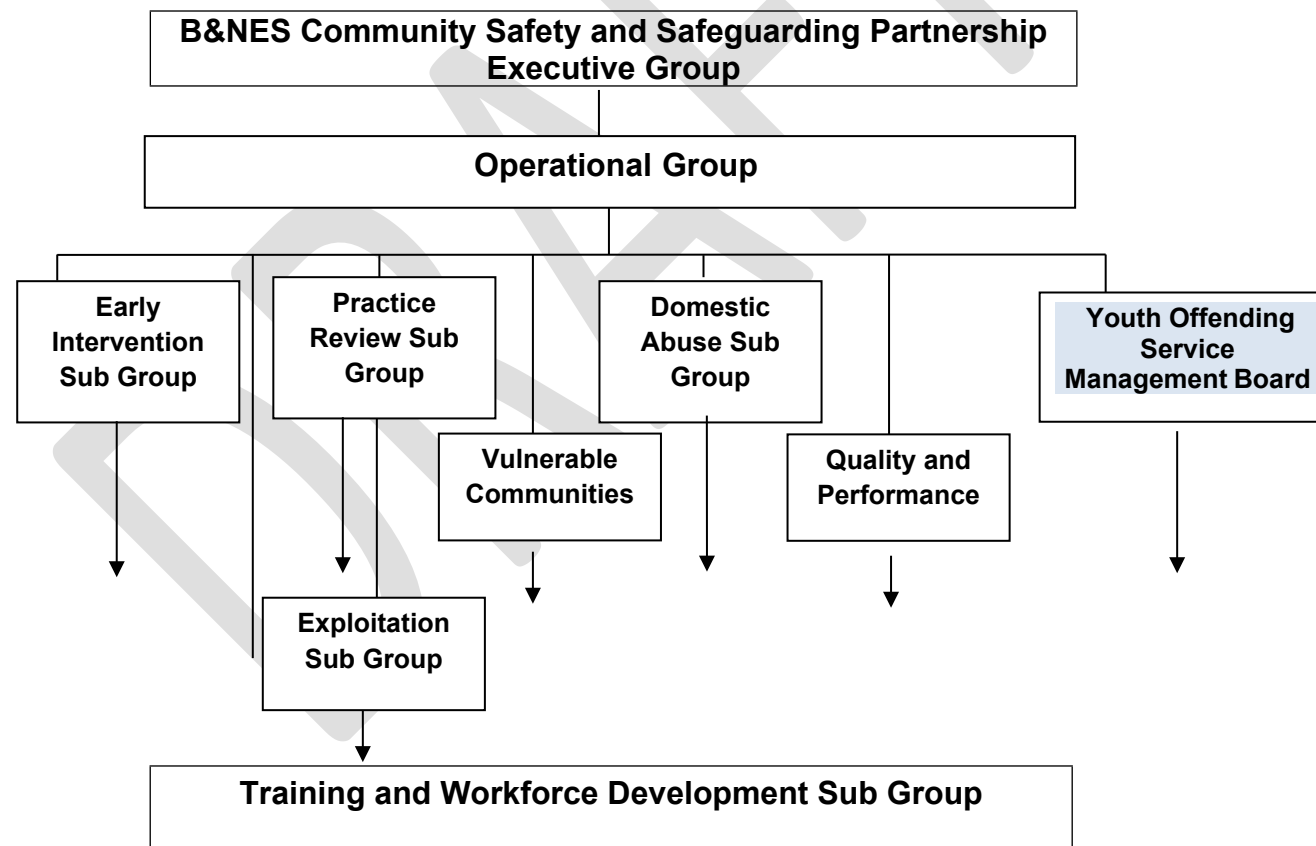 B&NES Community Safety and Safeguarding Partnership
Executive Group
Operational Group
Early
Intervention
Sub Group
Practice
Review Sub
Group
Domestic
Abuse Sub
Group
Youth Offending
Service
Management Board
Vulnerable
Communities
Quality and
Performance
Exploitation
Sub Group
Training and Workforce Development Sub Group
DRAFT